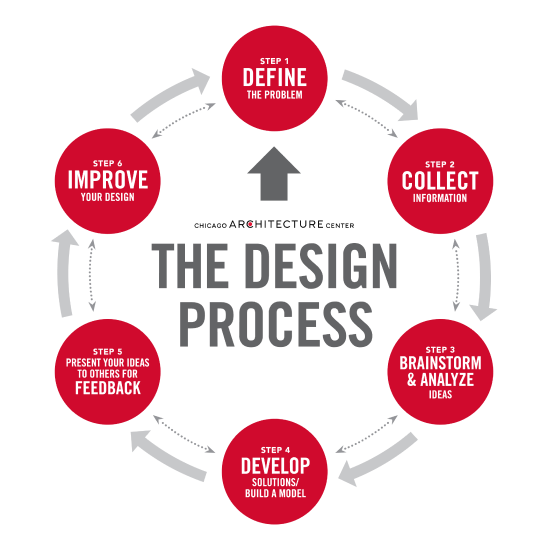 STEP 1
DEFINE
THE PROBLEM
STEP 2
COLLECT
INFORMATION
STEP 3
BRAINSTORM
& ANALYZE
IDEAS
STEP 4
DEVELOP
SOLUTIONS/
BUILD A MODEL
STEP 5
PRESENT YOUR IDEAS
TO OTHERS FOR
FEEDBACK
STEP 6
IMPROVE
YOUR DESIGN
CHICAGO ARCHITECTURE CENTER
THE DESIGN
PROCESS